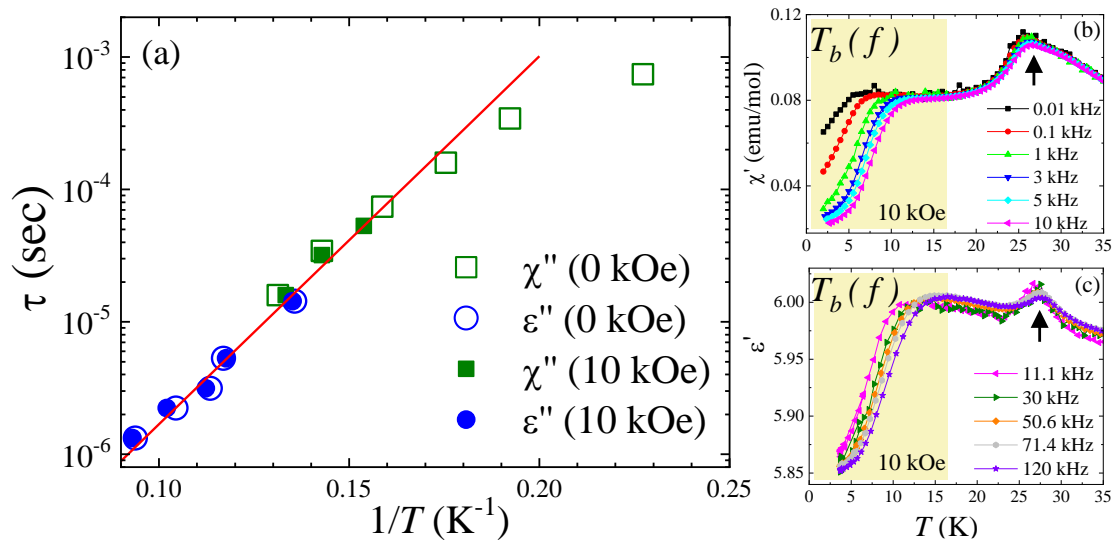 (a)
10⁻³
10⁻⁴
10⁻⁵
10⁻⁶
τ (sec)
χ'' (0 kOe)
ε'' (0 kOe)
χ'' (10 kOe)
ε'' (10 kOe)
0.10 0.15 0.20 0.25
1/T (K⁻¹)
T_b(f)
(b)
0.12
0.08
0.04
χ' (emu/mol)
0.01 kHz
0.1 kHz
1 kHz
3 kHz
5 kHz
10 kHz
10 kOe
0 5 10 15 20 25 30 35
T_b(f)
(c)
6.00
5.95
5.90
5.85
ε'
11.1 kHz
30 kHz
50.6 kHz
71.4 kHz
120 kHz
10 kOe
0 5 10 15 20 25 30 35
T (K)